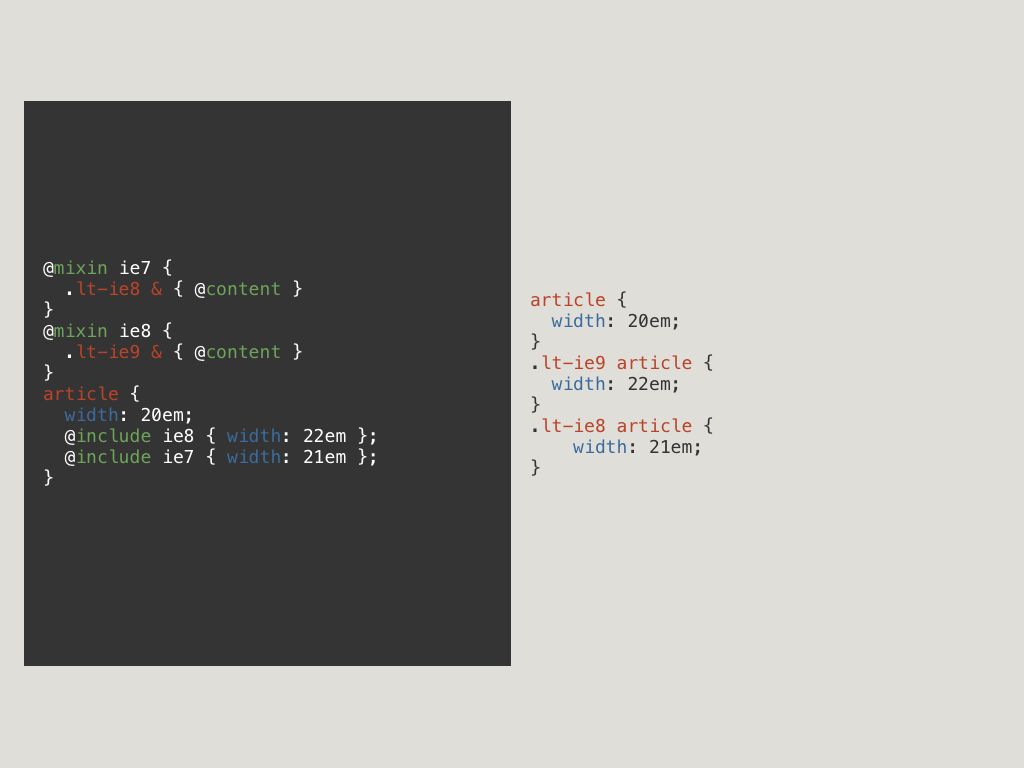 @mixin ie7 {
  .lt-ie8 & { @content }
}
@mixin ie8 {
  .lt-ie9 & { @content }
}
article {
  width: 20em;
  @include ie8 { width: 22em };
  @include ie7 { width: 21em };
}
article {
  width: 20em;
}
.lt-ie9 article {
  width: 22em;
}
.lt-ie8 article {
    width: 21em;
}